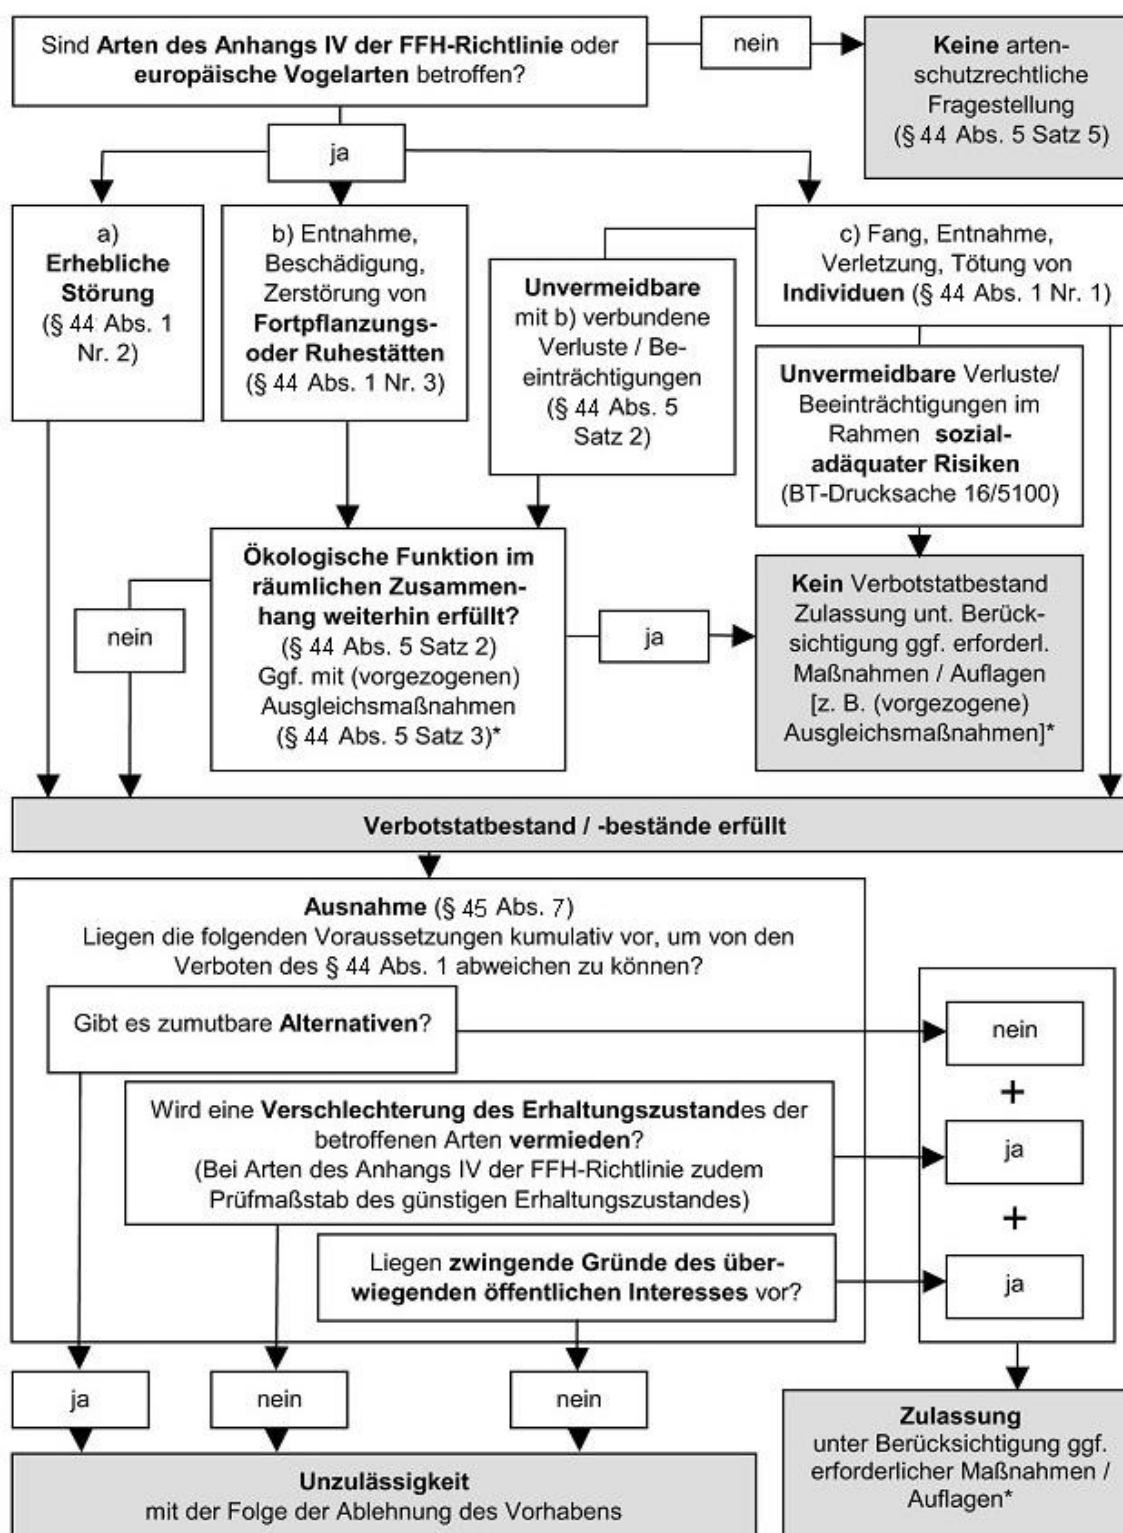 Sind Arten des Anhangs IV der FFH-Richtlinie oder
europäische Vogelarten betroffen?
nein
Keine arten-
schutzrechtliche
Fragestellung
(§ 44 Abs. 5 Satz 5)
ja
a)
Erhebliche
Störung
(§ 44 Abs. 1
Nr. 2)
b) Entnahme,
Beschädigung,
Zerstörung von
Fortpflanzungs-
oder Ruhestätten
(§ 44 Abs. 1 Nr. 3)
Unvermeidbare
mit b) verbundene
Verluste / Be-
einträchtigungen
(§ 44 Abs. 5
Satz 2)
c) Fang, Entnahme,
Verletzung, Tötung von
Individuen (§ 44 Abs. 1 Nr. 1)
Unvermeidbare Verluste/
Beeinträchtigungen im
Rahmen sozial-
adäquater Risiken
(BT-Drucksache 16/5100)
Ökologische Funktion im
räumlichen Zusammen-
hang weiterhin erfüllt?
(§ 44 Abs. 5 Satz 2)
Ggf. mit (vorgezogenen)
Ausgleichsmaßnahmen
(§ 44 Abs. 5 Satz 3)*
nein
ja
Kein Verbotstatbestand
Zulassung unt. Berück-
sichtigung ggf. erforderl.
Maßnahmen / Auflagen
[z. B. (vorgezogene)
Ausgleichsmaßnahmen]*
Verbotstatbestand / -bestände erfüllt
Ausnahme (§ 45 Abs. 7)
Liegen die folgenden Voraussetzungen kumulativ vor, um von den
Verboten des § 44 Abs. 1 abweichen zu können?
Gibt es zumutbare Alternativen?
nein
+
Wird eine Verschlechterung des Erhaltungszustandes der
betroffenen Arten vermieden?
(Bei Arten des Anhangs IV der FFH-Richtlinie zudem
Prüfmaßstab des günstigen Erhaltungszustandes)
ja
+
Liegen zwingende Gründe des über-
wiegenden öffentlichen Interesses vor?
ja
ja
nein
nein
Unzulässigkeit
mit der Folge der Ablehnung des Vorhabens
Zulassung
unter Berücksichtigung ggf.
erforderlicher Maßnahmen /
Auflagen*